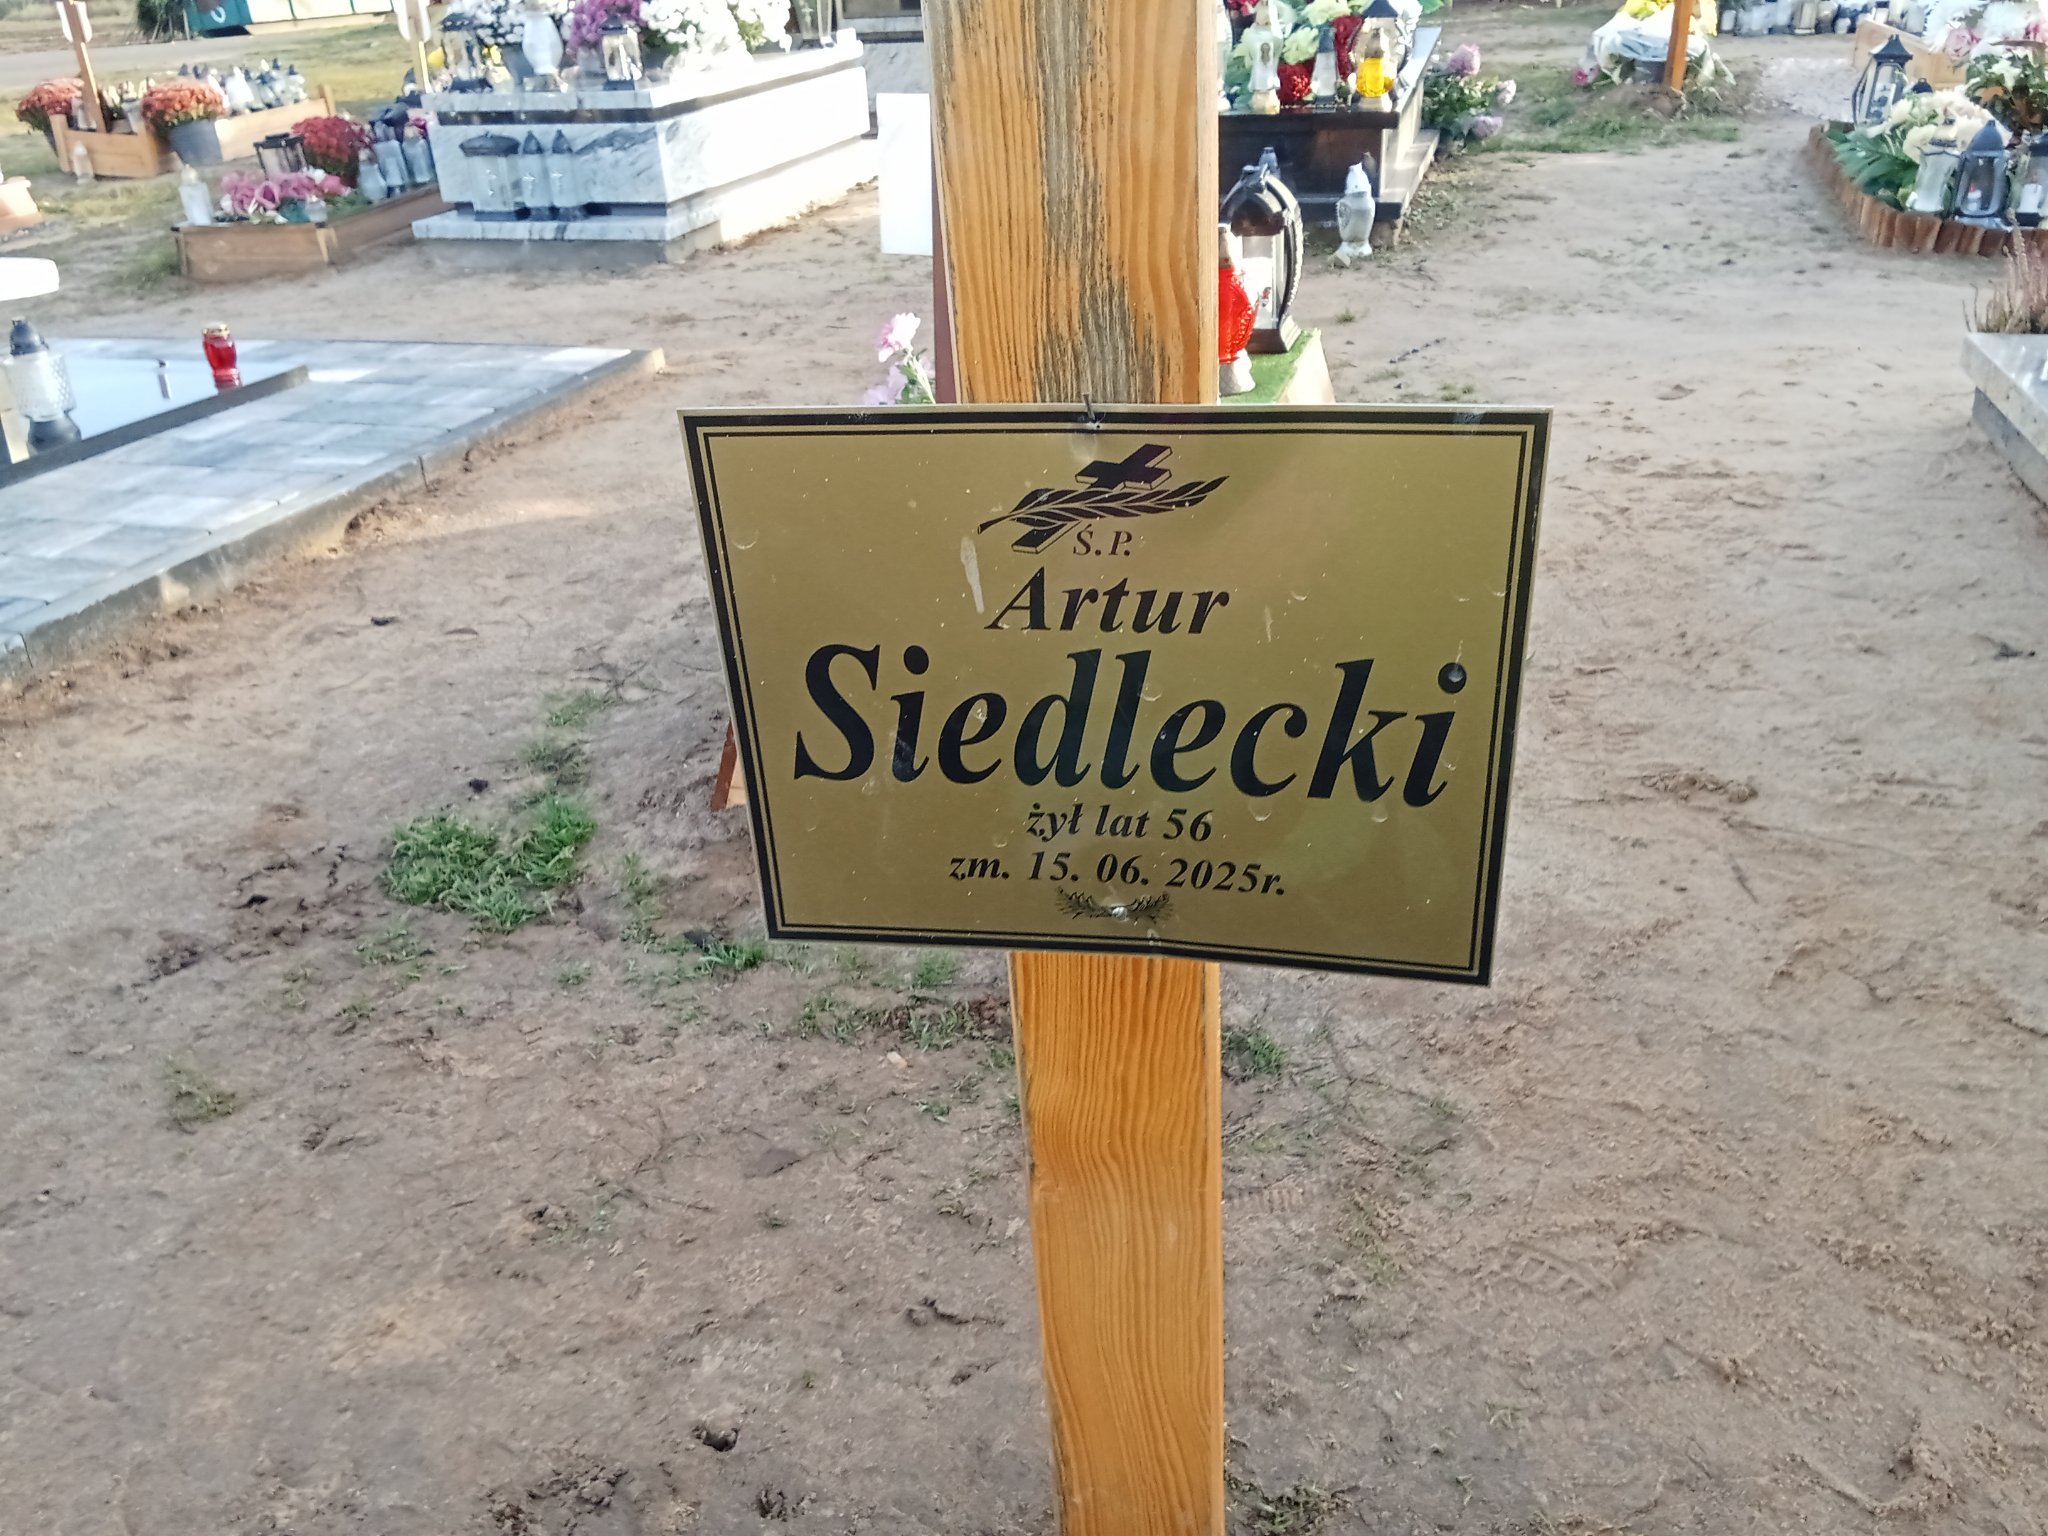 Ś. P.
Artur
Siedlecki
żył lat 56
zm. 15. 06. 2025r.